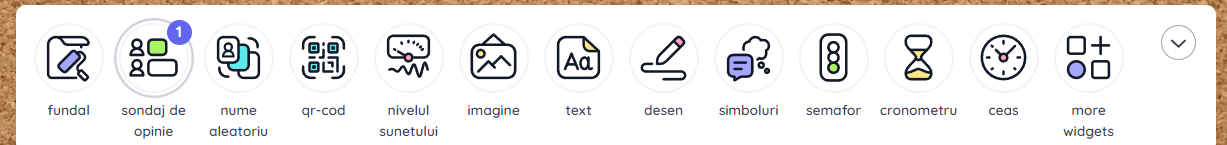 1
fundal
sondaj de
opinie
nume
aleatoriu
qr-cod
nivelul
sunetului
imagine
Aa
text
desen
simboluri
semafor
cronometru
ceas
more
widgets